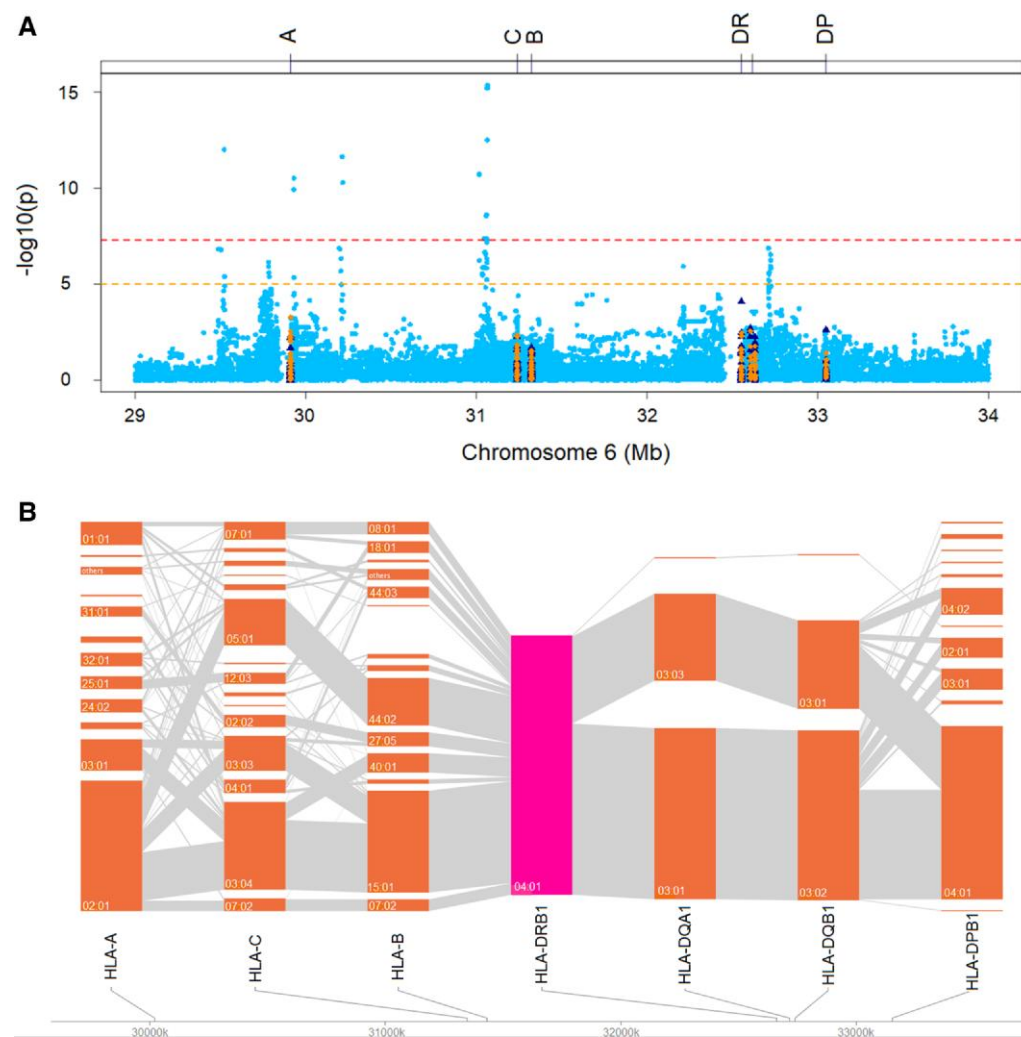 A
A C B DR DP
15
10
5
0
-log10(p)
29 30 31 32 33 34
Chromosome 6 (Mb)
B
01:01 07:01 08:01
18:01
others others 04:02
44:03
31:01 05:01 03:03 02:01
32:01 12:03 03:01 03:01
25:01
24:02 02:02 44:02
27:05
03:01 03:03 40:01
04:01
03:04 15:01 04:01 03:01 03:02 04:01
02:01 07:02 07:02
HLA-A HLA-C HLA-B HLA-DRB1 HLA-DQA1 HLA-DQB1 HLA-DPB1
30000k 31000k 32000k 33000k